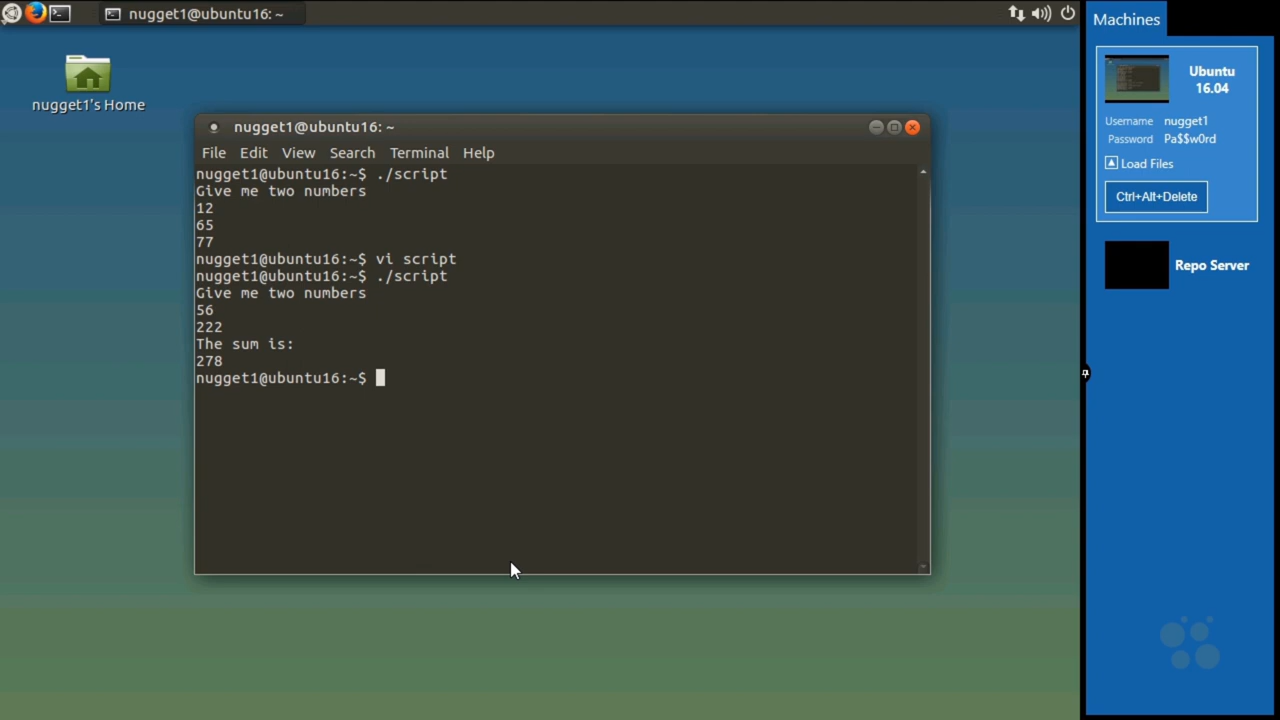 nugget1@ubuntu16: ~
Machines
nugget1's Home
nugget1@ubuntu16: ~
File Edit View Search Terminal Help
nugget1@ubuntu16:~$ ./script
Give me two numbers
12
65
77
nugget1@ubuntu16:~$ vi script
nugget1@ubuntu16:~$ ./script
Give me two numbers
56
222
The sum is:
278
nugget1@ubuntu16:~$
Ubuntu
16.04
Username nugget1
Password Pa$$w0rd
Load Files
Ctrl+Alt+Delete
Repo Server